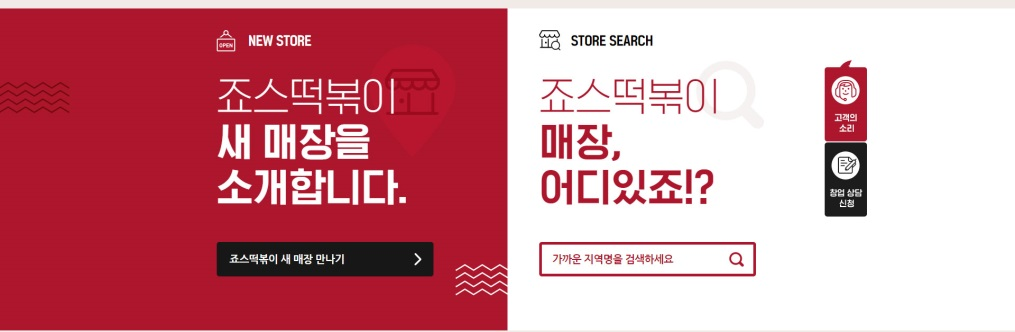 OPEN
NEW STORE
죠스떡볶이
새 매장을
소개합니다.
죠스떡볶이 새 매장 만나기
STORE SEARCH
죠스떡볶이
매장,
어디있죠!?
가까운 지역명을 검색하세요
고객의
소리
창업 상담
신청